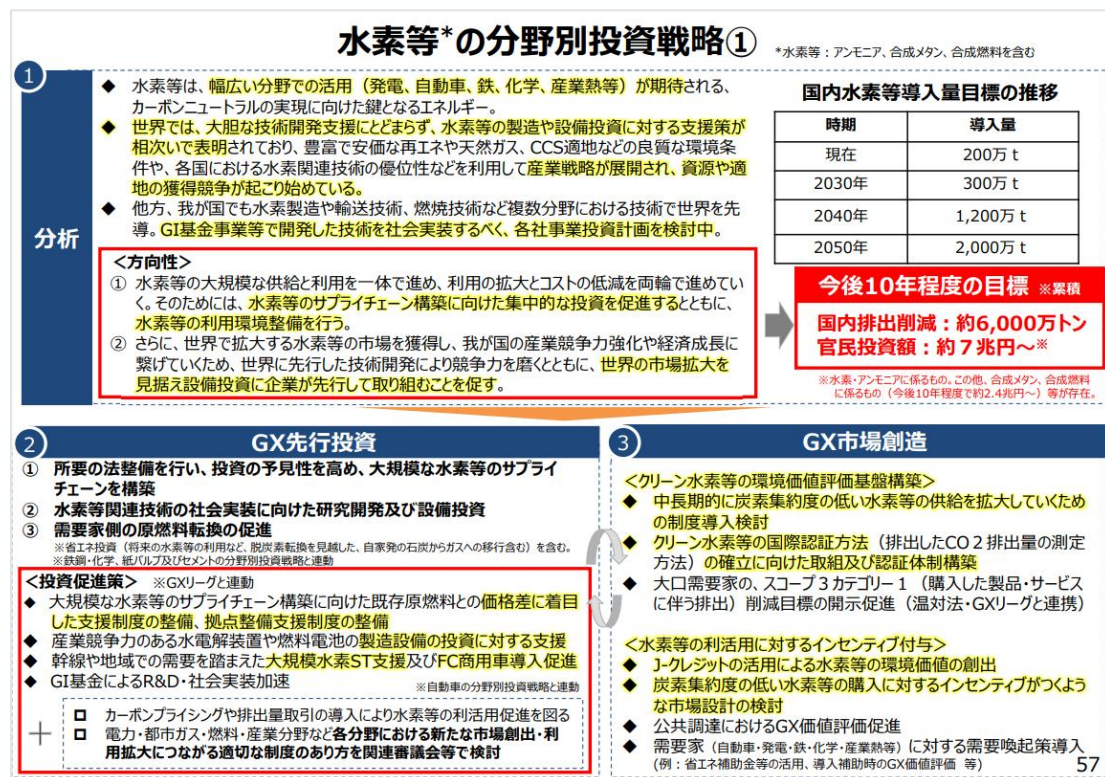 水素等*の分野別投資戦略①
*水素等：アンモニア、合成メタン、合成燃料を含む
1
分析
◆ 水素等は、幅広い分野での活用（発電、自動車、鉄、化学、産業熱等）が期待される、
カーボンニュートラルの実現に向けた鍵となるエネルギー。
◆ 世界では、大胆な技術開発支援にとどまらず、水素等の製造や設備投資に対する支援策が
相次いで表明されており、豊富で安価な再エネや天然ガス、CCS適地などの良質な環境条
件や、各国における水素関連技術の優位性などを利用して産業戦略が展開され、資源や適
地の獲得競争が起こり始めている。
◆ 他方、我が国でも水素製造や輸送技術、燃焼技術など複数分野における技術で世界を先
導。GI基金事業等で開発した技術を社会実装するべく、各社事業投資計画を検討中。
＜方向性＞
① 水素等の大規模な供給と利用を一体で進め、利用の拡大とコストの低減を両輪で進めてい
く。そのためには、水素等のサプライチェーン構築に向けた集中的な投資を促進するとともに、
水素等の利用環境整備を行う。
② さらに、世界で拡大する水素等の市場を獲得し、我が国の産業競争力強化や経済成長に
繋げていくため、世界に先行した技術開発により競争力を磨くとともに、世界の市場拡大を
見据え設備投資に企業が先行して取り組むことを促す。
国内水素等導入量目標の推移
時期 導入量
現在 200万 t
2030年 300万 t
2040年 1,200万 t
2050年 2,000万 t
今後10年程度の目標 ※累積
国内排出削減：約6,000万トン
官民投資額：約７兆円～※
※水素・アンモニアに係るもの。この他、合成メタン、合成燃料
に係るもの（今後10年程度で約2.4兆円～）等が存在。
2
GX先行投資
① 所要の法整備を行い、投資の予見性を高め、大規模な水素等のサプライ
チェーンを構築
② 水素等関連技術の社会実装に向けた研究開発及び設備投資
③ 需要家側の原燃料転換の促進
※省エネ投資（将来の水素等の利用など、脱炭素転換を見越した、自家発の石炭からガスへの移行含む）を含む。
※鉄鋼・化学、紙パルプ及びセメントの分野別投資戦略と連動
＜投資促進策＞ ※GXリーグと連動
◆ 大規模な水素等のサプライチェーン構築に向けた既存原燃料との価格差に着目
した支援制度の整備、拠点整備支援制度の整備
◆ 産業競争力のある水電解装置や燃料電池の製造設備の投資に対する支援
◆ 幹線や地域での需要を踏まえた大規模水素ST支援及びFC商用車導入促進
◆ GI基金によるR&D・社会実装加速
※自動車の分野別投資戦略と連動
＋
□ カーボンプライシングや排出量取引の導入により水素等の利活用促進を図る
□ 電力・都市ガス・燃料・産業分野など各分野における新たな市場創出・利
用拡大につながる適切な制度のあり方を関連審議会等で検討
3
GX市場創造
＜クリーン水素等の環境価値評価基盤構築＞
◆ 中長期的に炭素集約度の低い水素等の供給を拡大していくため
の制度導入検討
◆ クリーン水素等の国際認証方法（排出したCO２排出量の測定
方法）の確立に向けた取組及び認証体制構築
◆ 大口需要家の、スコープ３カテゴリー１（購入した製品・サービス
に伴う排出）削減目標の開示促進（温対法・GXリーグと連携）
＜水素等の利活用に対するインセンティブ付与＞
◆ J-クレジットの活用による水素等の環境価値の創出
◆ 炭素集約度の低い水素等の購入に対するインセンティブがつくよう
な市場設計の検討
◆ 公共調達におけるGX価値評価促進
◆ 需要家（自動車・発電・鉄・化学・産業熱等）に対する需要喚起策導入
（例：省エネ補助金等の活用、導入補助時のGX価値評価 等）
57